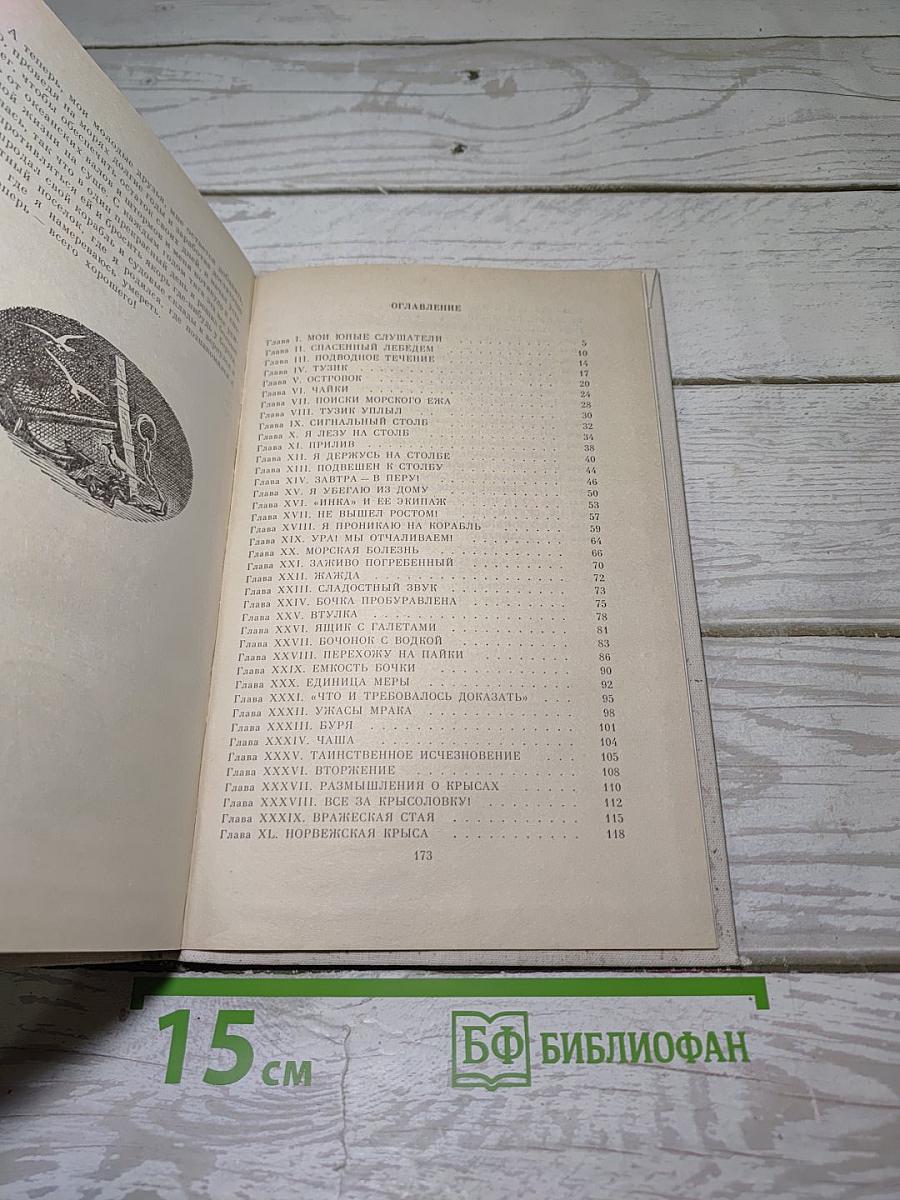 А теперь, мои молодые друзья,
всего хорошего!
ОГЛАВЛЕНИЕ
Глава I. МОИ ЮНЫЕ СЛУШАТЕЛИ 5
Глава II. СПАСЕННЫЙ ЛЕБЕДЕМ 10
Глава III. ПОДВОДНОЕ ТЕЧЕНИЕ 14
Глава IV. ТУЗИК 17
Глава V. ОСТРОВОК 20
Глава VI. ЧАЙКИ 24
Глава VII. ПОИСКИ МОРСКОГО ЕЖА 28
Глава VIII. ТУЗИК УПЛЫЛ 30
Глава IX. СИГНАЛЬНЫЙ СТОЛБ 32
Глава X. Я ЛЕЗУ НА СТОЛБ 34
Глава XI. ПРИЛИВ 38
Глава XII. Я ДЕРЖУСЬ НА СТОЛБЕ 40
Глава XIII. ПОДВЕШЕН К СТОЛБУ 44
Глава XIV. ЗАВТРА — В ПЕРУ! 46
Глава XV. Я УБЕГАЮ ИЗ ДОМУ 50
Глава XVI. «ИНКА» И ЕЕ ЭКИПАЖ 53
Глава XVII. НЕ ВЫШЕЛ РОСТОМ! 57
Глава XVIII. Я ПРОНИКАЮ НА КОРАБЛЬ 59
Глава XIX. УРА! МЫ ОТЧАЛИВАЕМ! 64
Глава XX. МОРСКАЯ БОЛЕЗНЬ 66
Глава XXI. ЗАЖИВО ПОГРЕБЕННЫЙ 70
Глава XXII. ЖАЖДА 72
Глава XXIII. СЛАДОСТНЫЙ ЗВУК 73
Глава XXIV. БОЧКА ПРОБУРАВЛЕНА 75
Глава XXV. ВТУЛКА 78
Глава XXVI. ЯЩИК С ГАЛЕТАМИ 81
Глава XXVII. БОЧОНОК С ВОДКОЙ 83
Глава XXVIII. ПЕРЕХОЖУ НА ПАЙКИ 86
Глава XXIX. ЕМКОСТЬ БОЧКИ 90
Глава XXX. ЕДИНИЦА МЕРЫ 92
Глава XXXI. «ЧТО И ТРЕБОВАЛОСЬ ДОКАЗАТЬ» 95
Глава XXXII. УЖАСЫ МРАКА 98
Глава XXXIII. БУРЯ 101
Глава XXXIV. ЧАША 104
Глава XXXV. ТАИНСТВЕННОЕ ИСЧЕЗНОВЕНИЕ 105
Глава XXXVI. ВТОРЖЕНИЕ 108
Глава XXXVII. РАЗМЫШЛЕНИЯ О КРЫСАХ 110
Глава XXXVIII. ВСЕ ЗА КРЫСОЛОВКУ! 112
Глава XXXIX. ВРАЖЕСКАЯ СТАЯ 115
Глава XL. НОРВЕЖСКАЯ КРЫСА 118
173
15 см
БФ БИБЛИОФАН